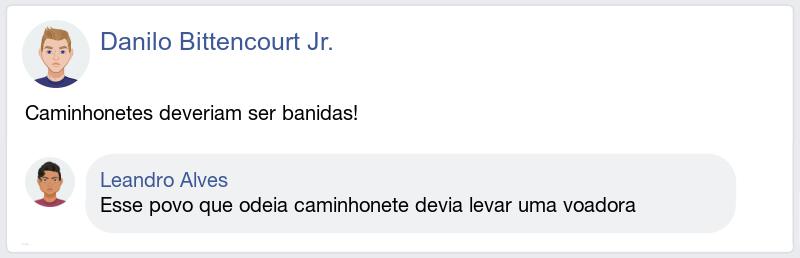 Danilo Bittencourt Jr.
Caminhonetes deveriam ser banidas!
Leandro Alves
Esse povo que odeia caminhonete devia levar uma voadora